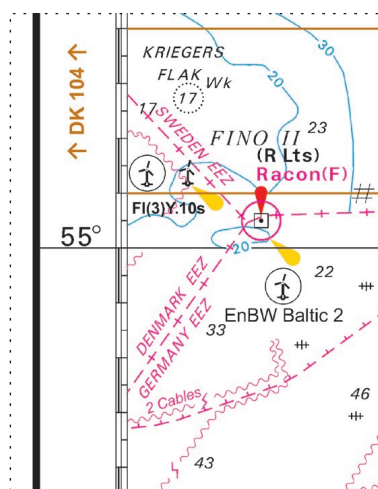 ↑ DK 104 ↑
KRIEGERS
FLAK
Wk
17
17
30
20
SWEDEN EEZ
FINO II
23
(R Lts)
Racon(F)
Fl(3)Y.10s
55°
20
22
EnBW Baltic 2
DENMARK EEZ
GERMANY EEZ
33
2 Cables
46
43